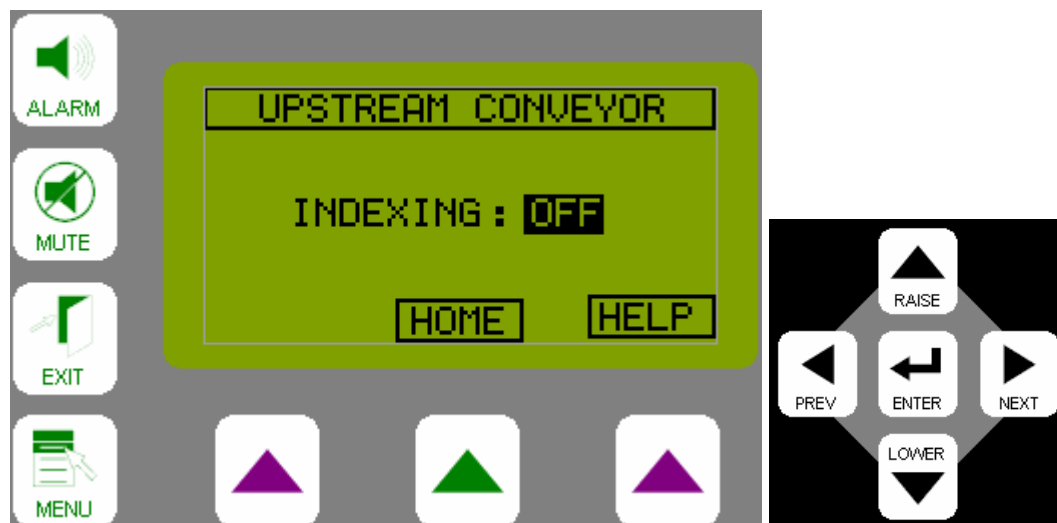 ALARM
MUTE
EXIT
MENU
UPSTREAM CONVEYOR
INDEXING: OFF
HOME
HELP
RAISE
PREV
ENTER
NEXT
LOWER